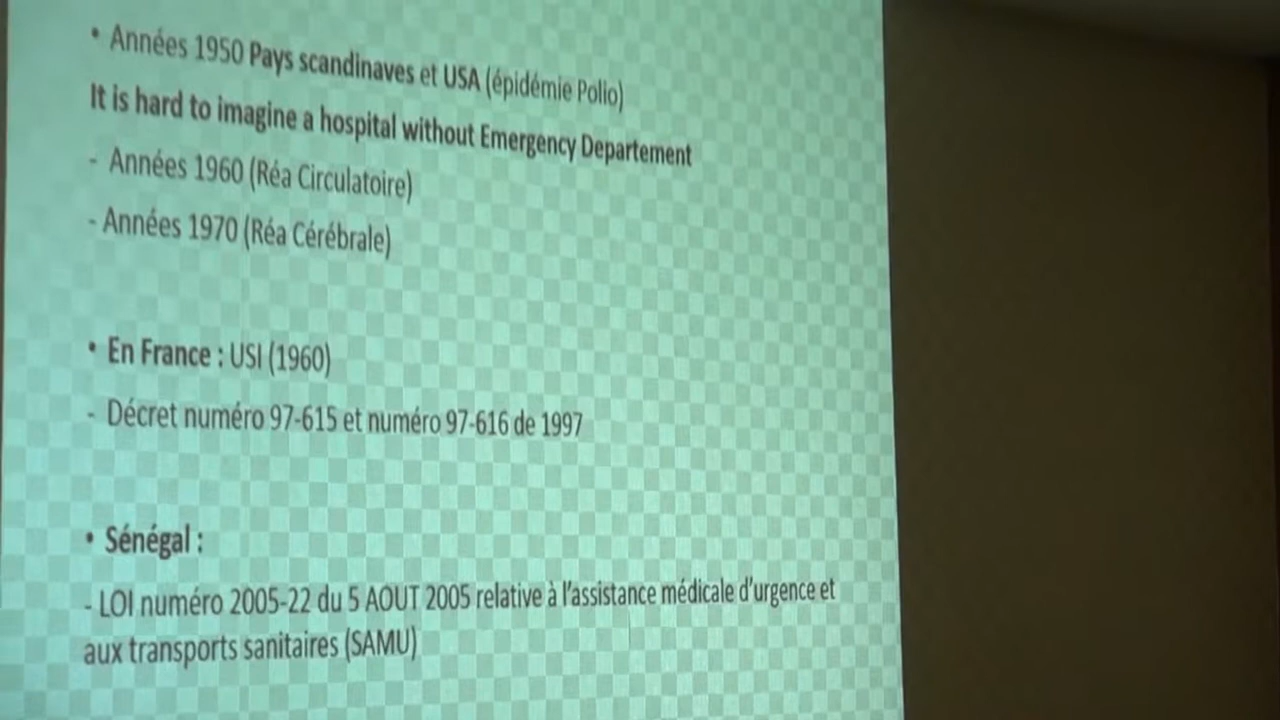 • Années 1950 Pays scandinaves et USA (épidémie Polio)
It is hard to imagine a hospital without Emergency Departement
- Années 1960 (Réa Circulatoire)
- Années 1970 (Réa Cérébrale)
• En France : USI (1960)
- Décret numéro 97-615 et numéro 97-616 de 1997
• Sénégal :
- LOI numéro 2005-22 du 5 AOUT 2005 relative à l'assistance médicale d'urgence et
aux transports sanitaires (SAMU)